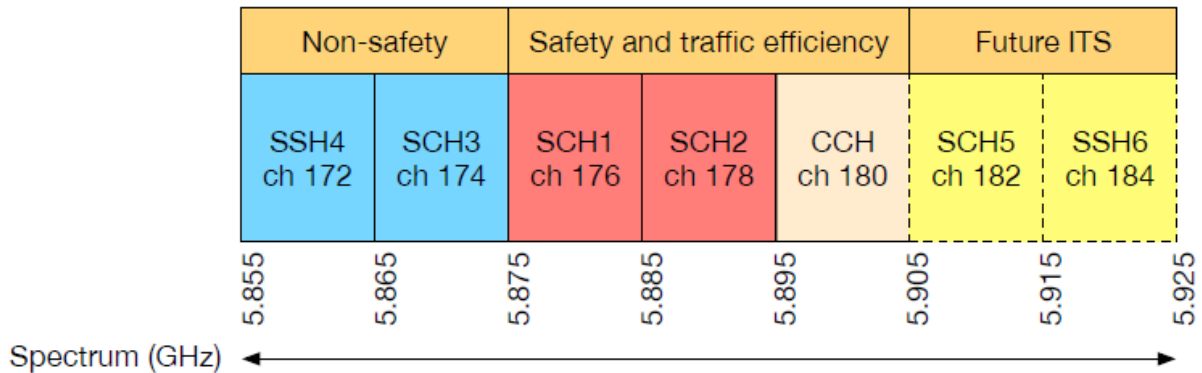 Non-safety
Safety and traffic efficiency
Future ITS
SSH4
ch 172
SCH3
ch 174
SCH1
ch 176
SCH2
ch 178
CCH
ch 180
SCH5
ch 182
SSH6
ch 184
5.855
5.865
5.875
5.885
5.895
5.905
5.915
5.925
Spectrum (GHz)